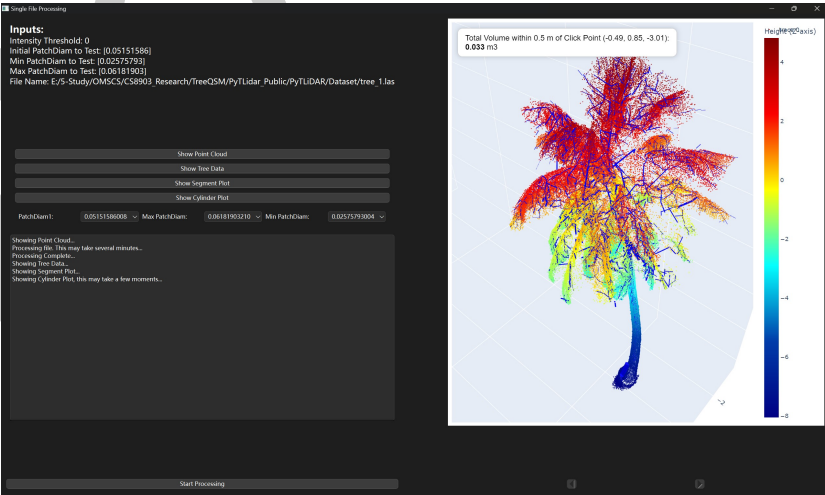 Single File Processing
Inputs:
Intensity Threshold: 0
Initial PatchDiam to Test: [0.05151586]
Min PatchDiam to Test: [0.02575793]
Max PatchDiam to Test: [0.06181903]
File Name: E:/5-Study/OMSCS/CS8903_Research/TreeQSM/PyTLidar_Public/PyTLiDAR/Dataset/tree_1.las
Show Point Cloud
Show Tree Data
Show Segment Plot
Show Cylinder Plot
PatchDiam1: 0.05151586008 Max PatchDiam: 0.06181903210 Min PatchDiam: 0.02575793004
Showing Point Cloud...
Processing file. This may take several minutes...
Processing Complete...
Showing Tree Data...
Showing Segment Plot...
Showing Cylinder Plot, this may take a few moments...
Start Processing
Total Volume within 0.5 m of Click Point (-0.49, 0.85, -3.01):
0.033 m3
Height (Z-axis)
4
2
0
−2
−4
−6
−8
−2